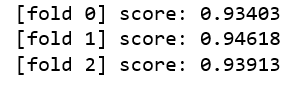 [fold 0] score: 0.93403
[fold 1] score: 0.94618
[fold 2] score: 0.93913